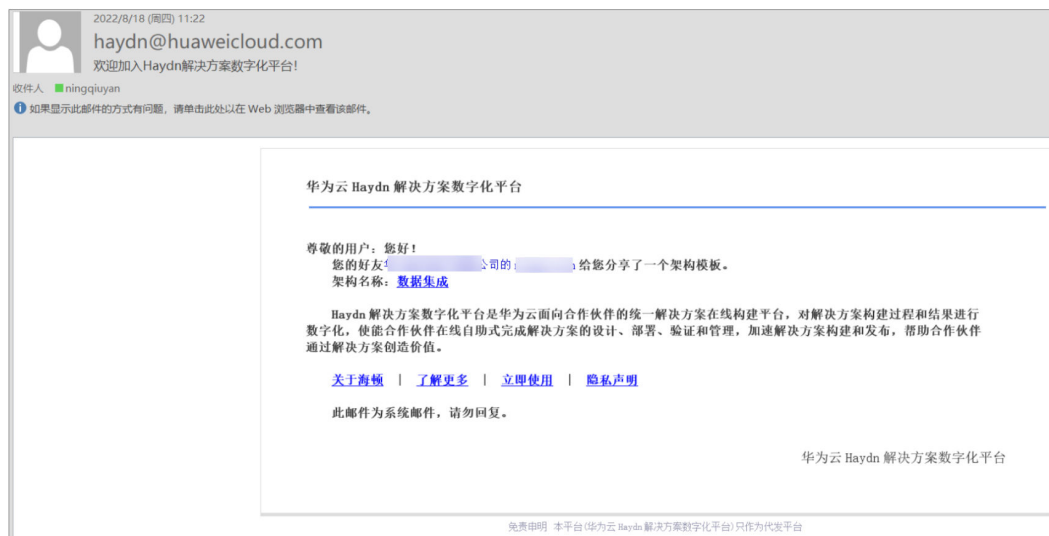 2022/8/18 (周四) 11:22
haydn@huaweicloud.com
欢迎加入Haydn解决方案数字化平台!
收件人 ningqiuyan
如果显示此邮件的方式有问题，请单击此处以在 Web 浏览器中查看该邮件。
华为云 Haydn 解决方案数字化平台
尊敬的用户：您好！
您的好友 公司的 给您分享了一个架构模板。
架构名称：数据集成
Haydn 解决方案数字化平台是华为云面向合作伙伴的统一解决方案在线构建平台，对解决方案构建过程和结果进行
数字化，使能合作伙伴在线自助式完成解决方案的设计、部署、验证和管理，加速解决方案构建和发布，帮助合作伙伴
通过解决方案创造价值。
关于海顿 | 了解更多 | 立即使用 | 隐私声明
此邮件为系统邮件，请勿回复。
华为云 Haydn 解决方案数字化平台
免责申明 本平台(华为云 Haydn 解决方案数字化平台)只作为代发平台